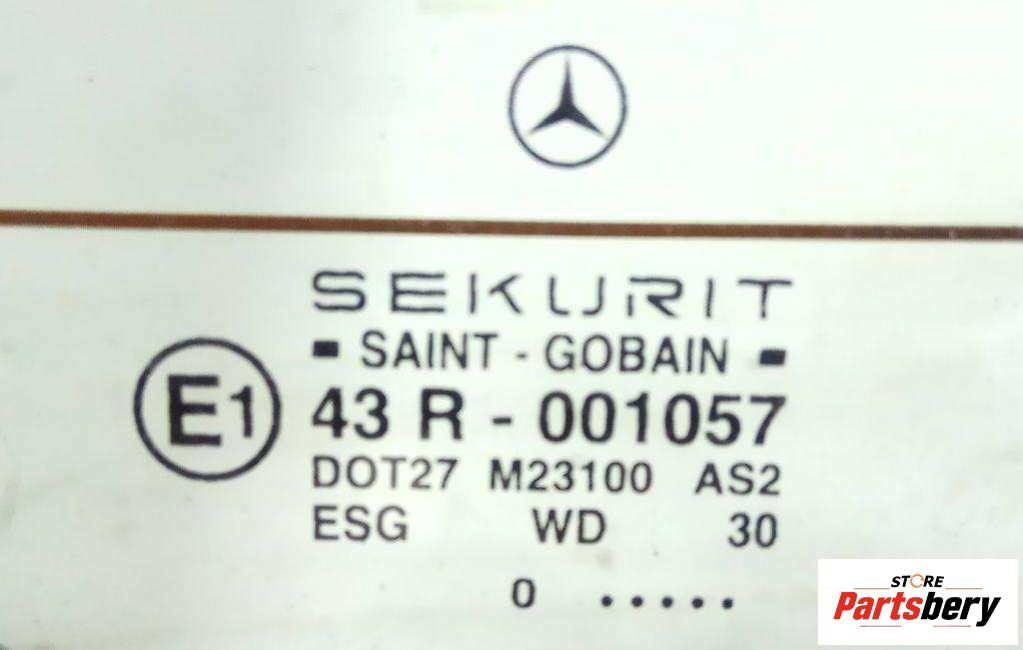 SEKURIT
- SAINT - GOBAIN -
E1
43 R - 001057
DOT27 M23100 AS2
ESG WD 30
0 .....
STORE
Partsbery